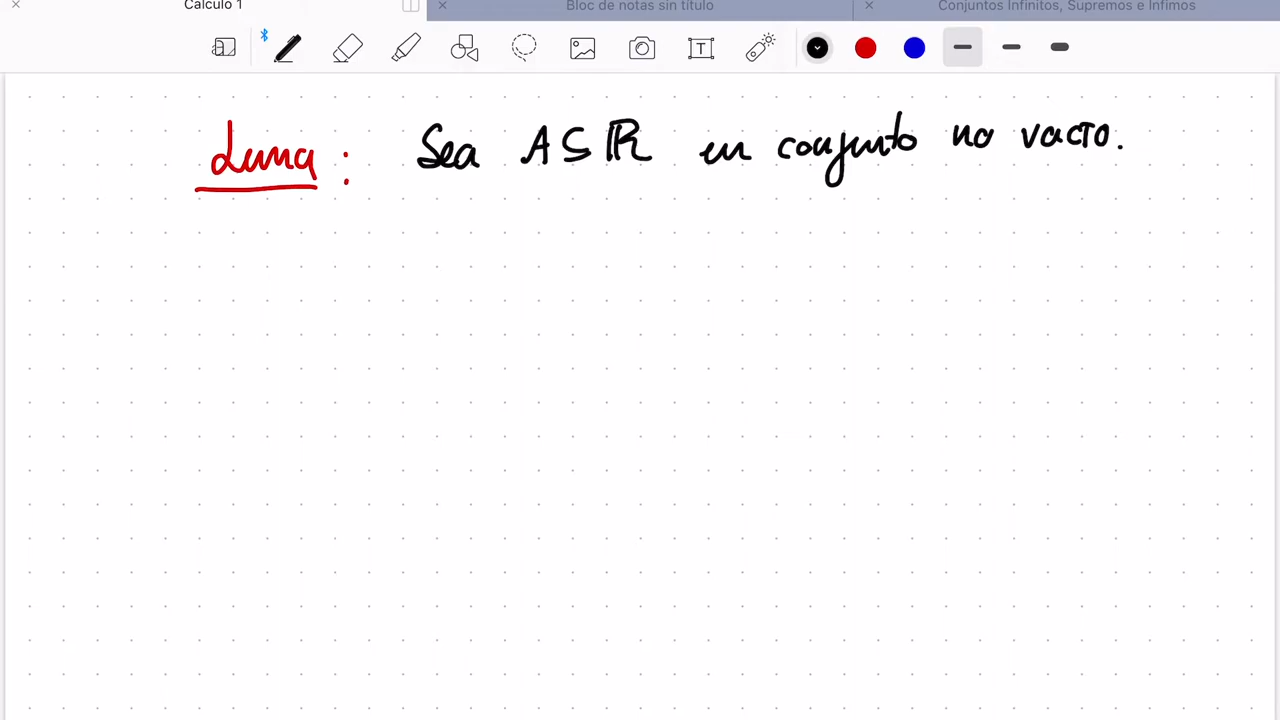 Calculo 1
Bloc de notas sin título
Conjuntos Infinitos, Supremos e Infimos
Lema: Sea A ⊆ ℝ un conjunto no vacío.